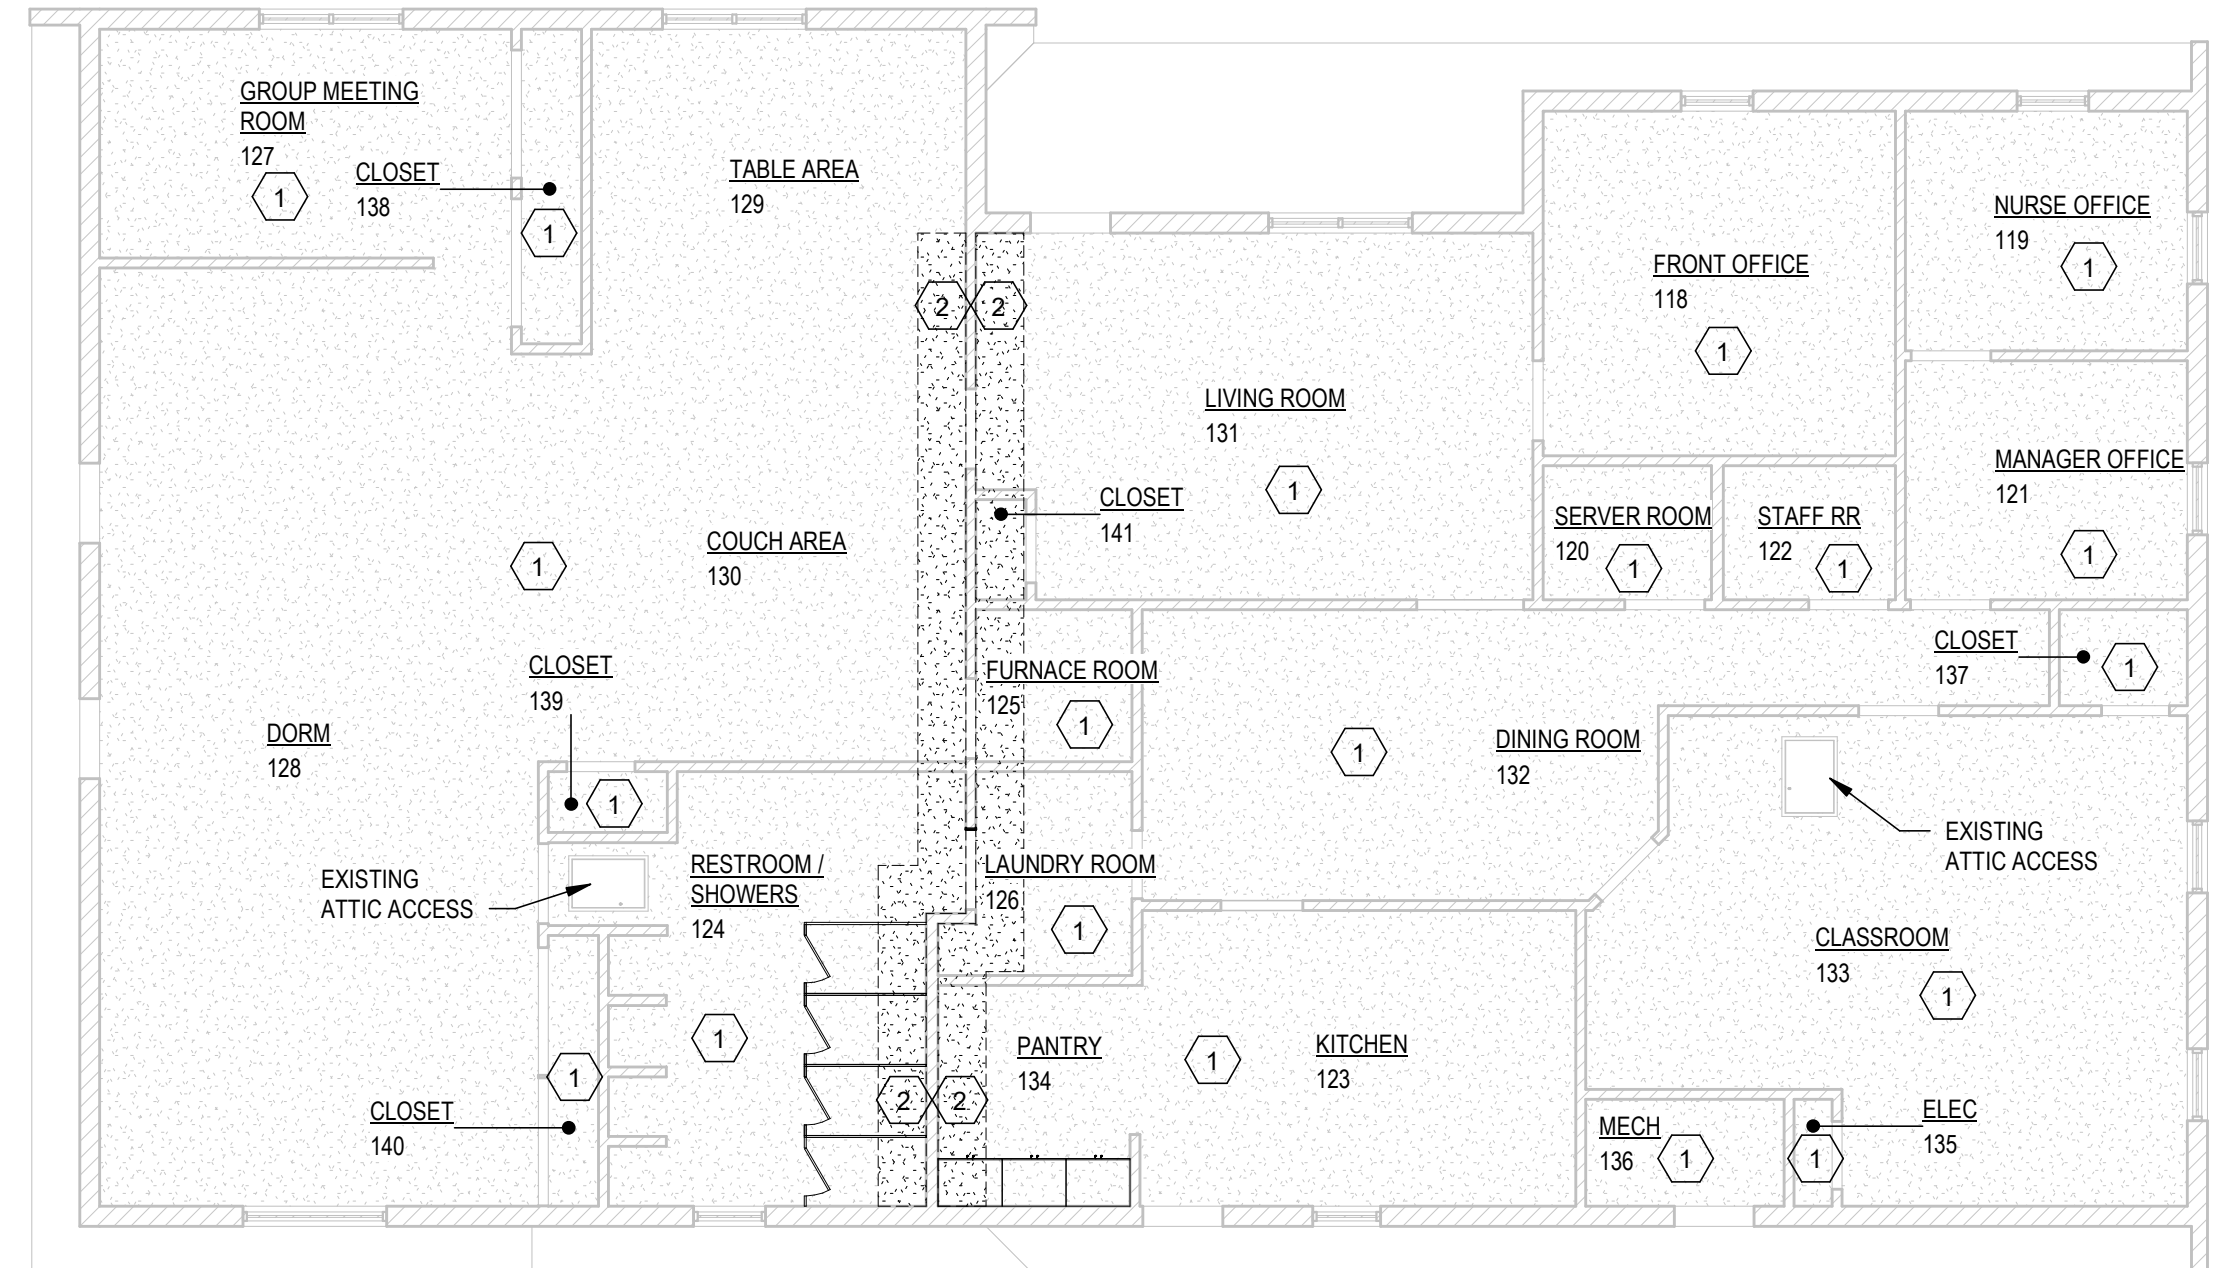 GROUP MEETING
ROOM
127
1
CLOSET
138
1
TABLE AREA
129
NURSE OFFICE
119
1
FRONT OFFICE
118
1
2
2
LIVING ROOM
131
1
MANAGER OFFICE
121
1
CLOSET
141
SERVER ROOM
120
1
STAFF RR
122
1
COUCH AREA
130
1
CLOSET
139
1
FURNACE ROOM
125
1
CLOSET
137
1
DORM
128
DINING ROOM
132
1
EXISTING
ATTIC ACCESS
EXISTING
ATTIC ACCESS
RESTROOM /
SHOWERS
124
1
LAUNDRY ROOM
126
1
CLASSROOM
133
1
PANTRY
134
1
KITCHEN
123
2
2
CLOSET
140
1
MECH
136
1
ELEC
135
1